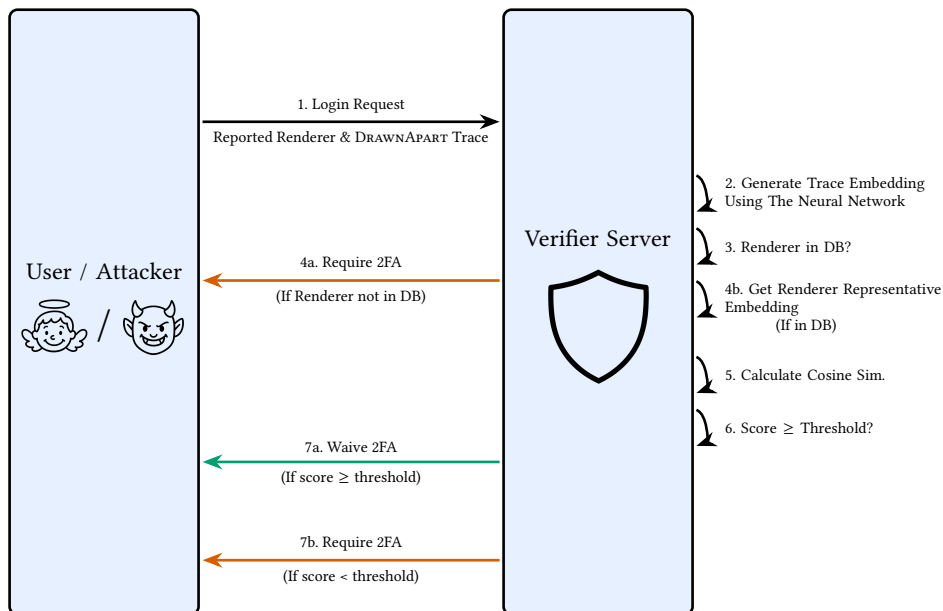 1. Login Request
Reported Renderer & DRAWNAPART Trace
2. Generate Trace Embedding
Using The Neural Network
Verifier Server
3. Renderer in DB?
User / Attacker
/
4a. Require 2FA
(If Renderer not in DB)
4b. Get Renderer Representative
Embedding
(If in DB)
5. Calculate Cosine Sim.
6. Score ≥ Threshold?
7a. Waive 2FA
(If score ≥ threshold)
7b. Require 2FA
(If score < threshold)